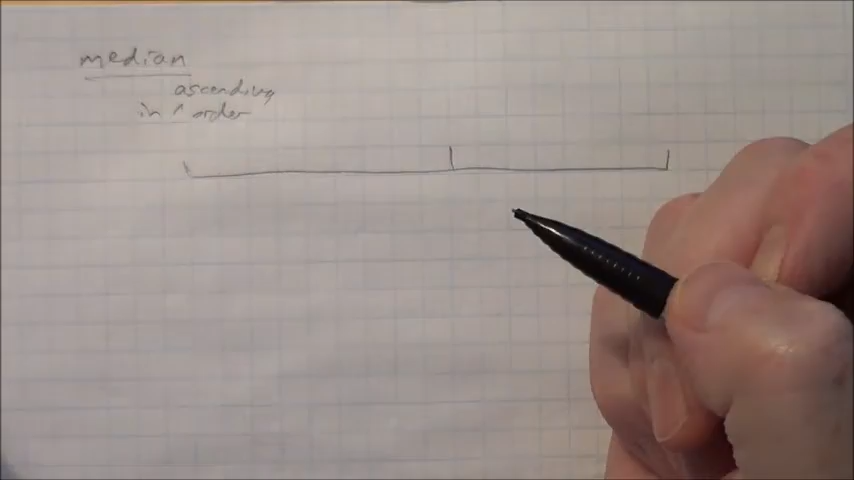 median
ascending
in ^ order